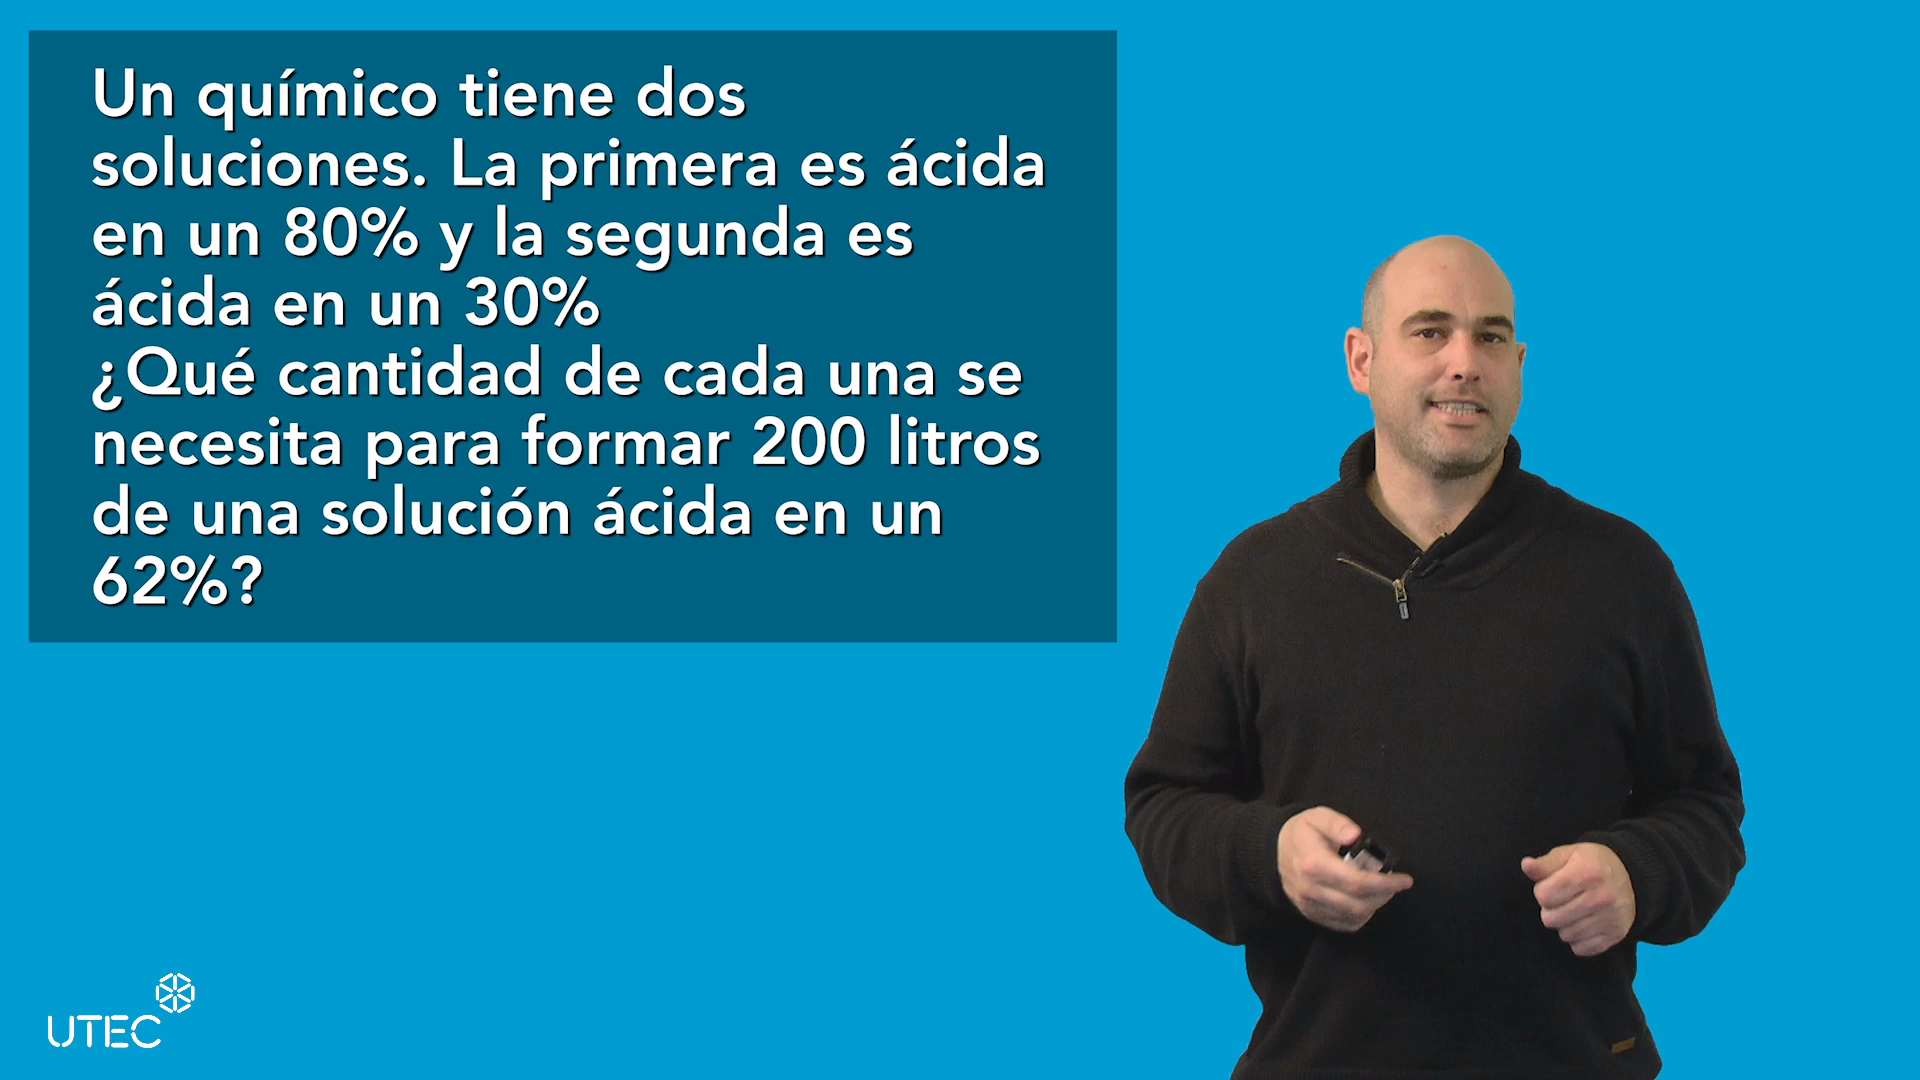 Un químico tiene dos
soluciones. La primera es ácida
en un 80% y la segunda es
ácida en un 30%
¿Qué cantidad de cada una se
necesita para formar 200 litros
de una solución ácida en un
62%?
UTEC